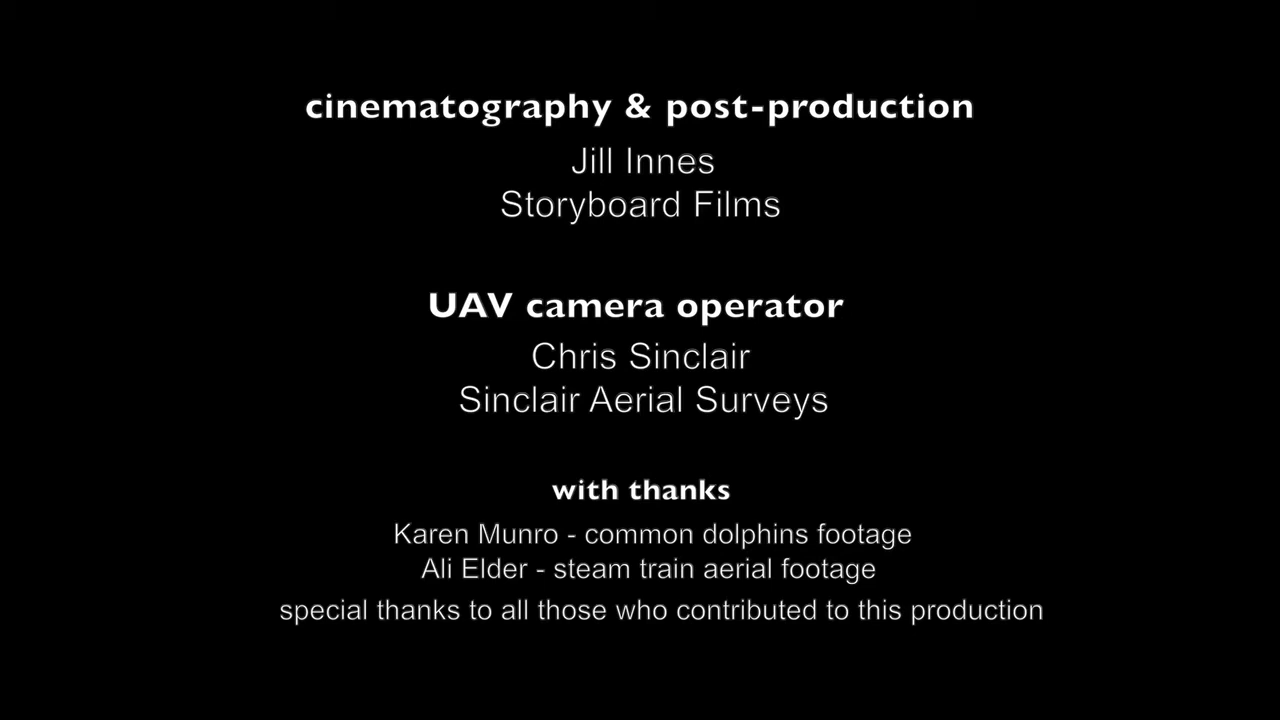 cinematography & post-production
Jill Innes
Storyboard Films
UAV camera operator
Chris Sinclair
Sinclair Aerial Surveys
with thanks
Karen Munro - common dolphins footage
Ali Elder - steam train aerial footage
special thanks to all those who contributed to this production